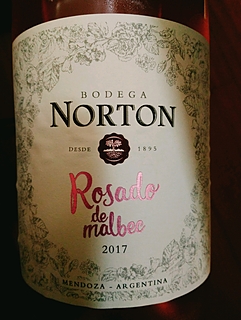 BODEGA
NORTON
DESDE 1895
Rosado
de
malbec
2017
MENDOZA - ARGENTINA